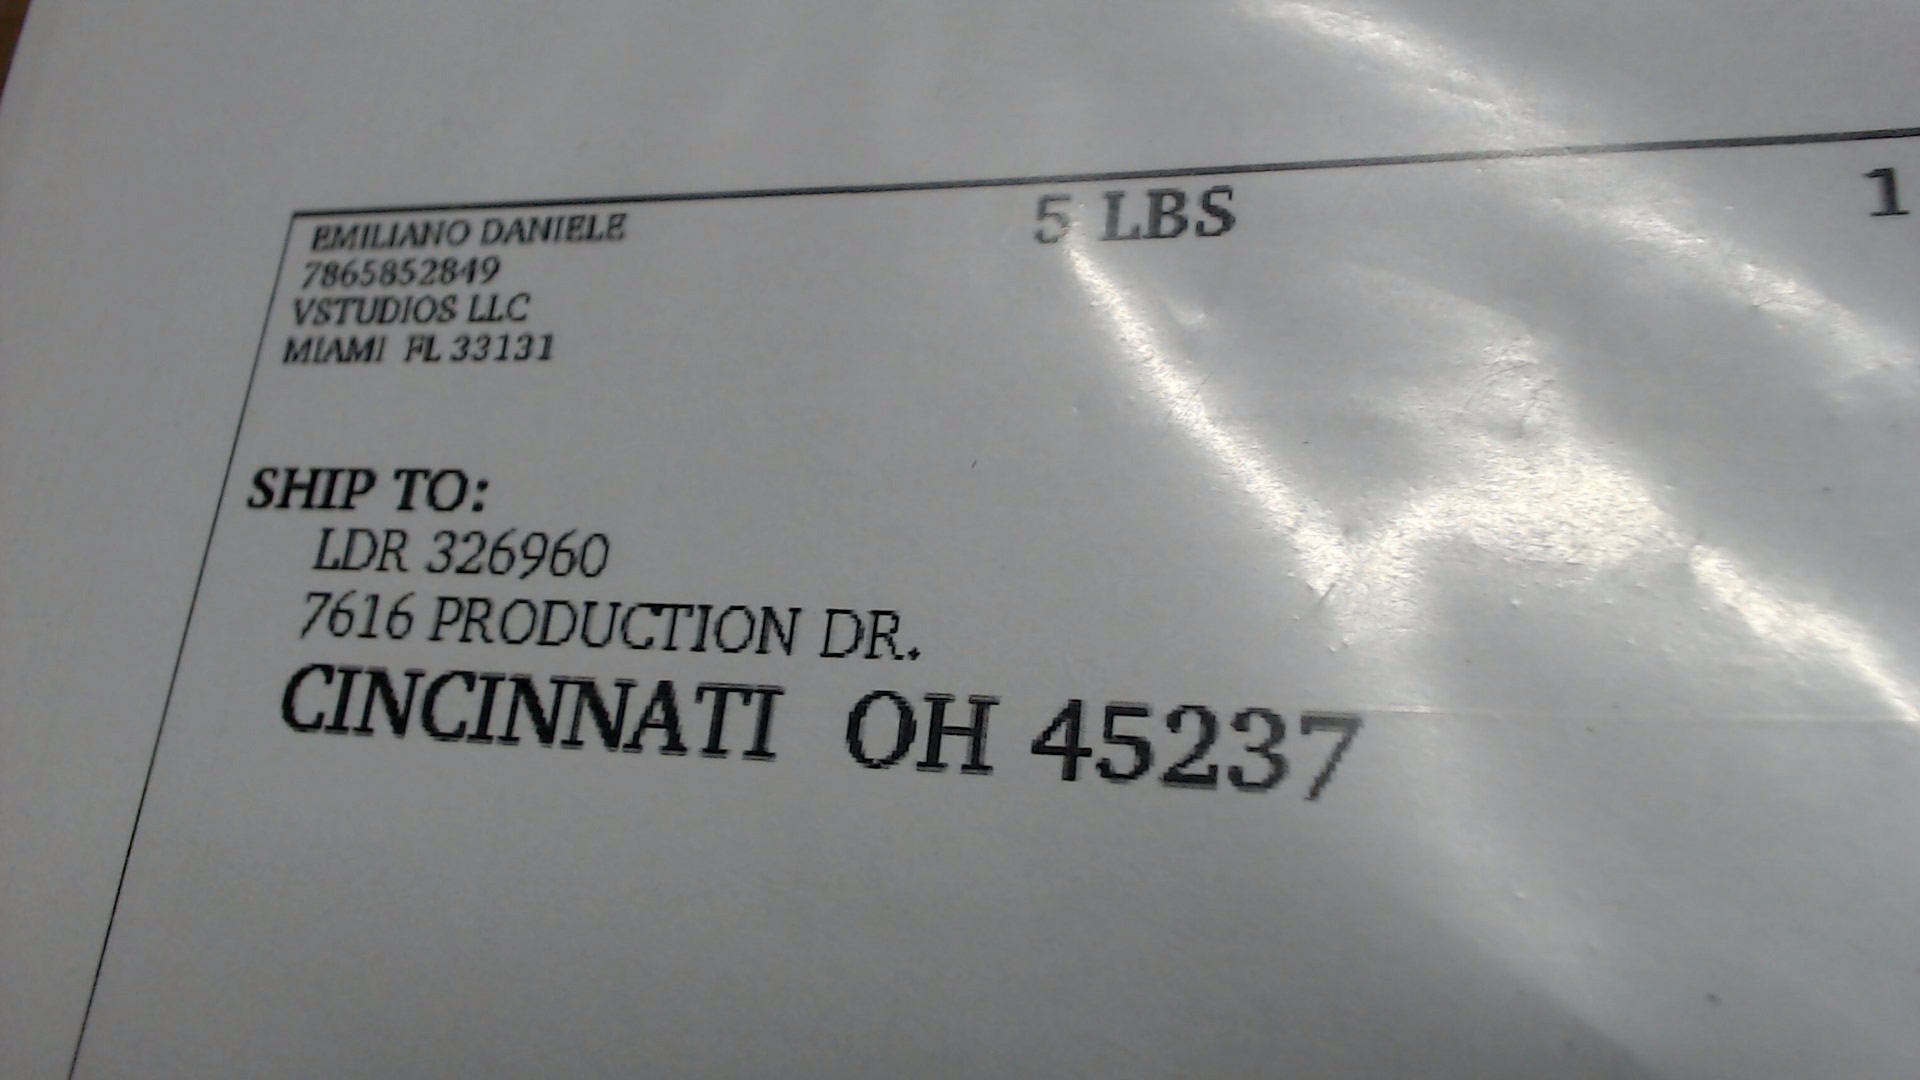 EMILIANO DANIELE
7865852849
VSTUDIOS LLC
MIAMI FL 33131
5 LBS
1
SHIP TO:
LDR 326960
7616 PRODUCTION DR.
CINCINNATI OH 45237